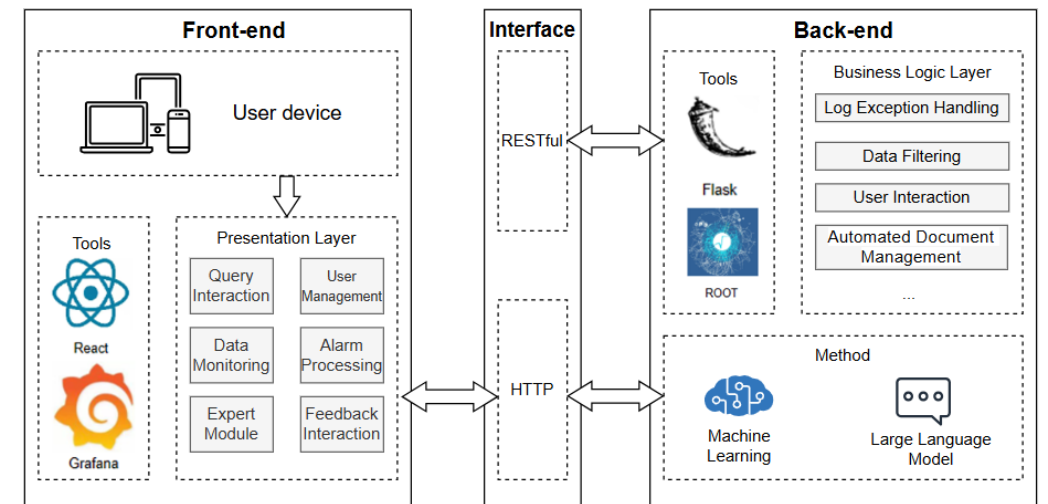 Front-end
User device
Tools
React
Grafana
Presentation Layer
Query
Interaction
User
Management
Data
Monitoring
Alarm
Processing
Expert
Module
Feedback
Interaction
Interface
RESTful
HTTP
Back-end
Tools
Flask
ROOT
Business Logic Layer
Log Exception Handling
Data Filtering
User Interaction
Automated Document
Management
...
Method
Machine
Learning
Large Language
Model